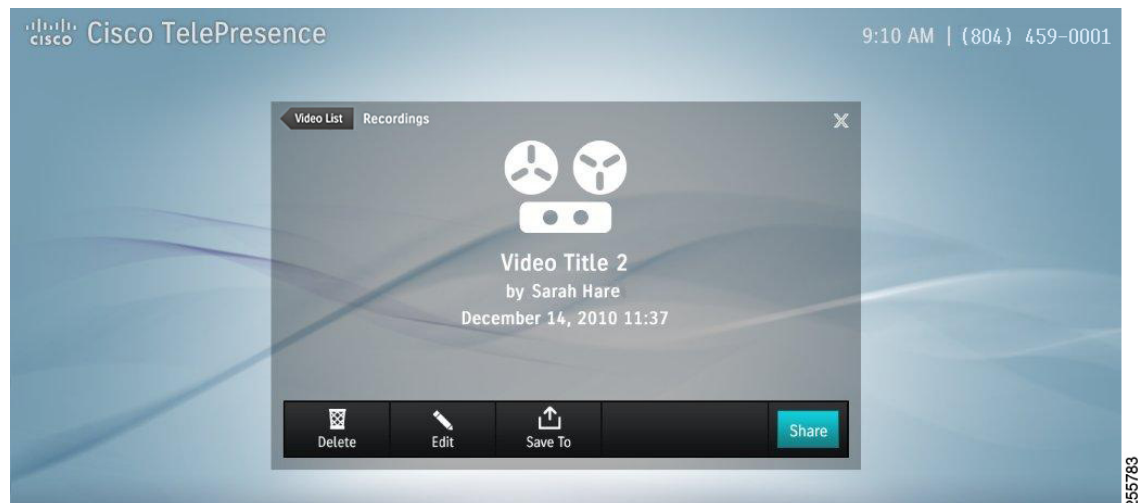 cisco Cisco TelePresence
9:10 AM | (804) 459-0001
Video List Recordings
Video Title 2
by Sarah Hare
December 14, 2010 11:37
Delete Edit Save To Share
255783